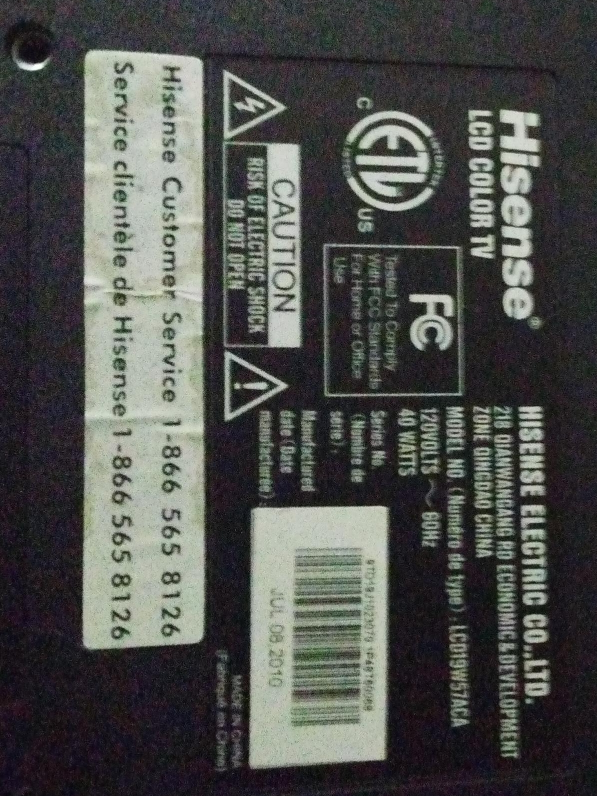 Hisense®
LCD COLOR TV
HISENSE ELECTRIC CO.,LTD.
218 QIANWANGANG RD ECONOMIC&DEVELOPMENT
ZONE QINGDAO CHINA
MODEL NO. (Numéro de type) : LCD19W57ACA
120VOLTS ~ 60Hz
40 WATTS
C ETL US
INTERTEK
FC
Tested To Comply
With FCC Standards
For Home or Office
Use
Series No.
(Nombre de
série) .
Manufactured
date (Date
manufacturée)
JUL 08 2010
CAUTION
RISK OF ELECTRIC SHOCK
DO NOT OPEN
MADE IN CHINA
(Fabriqué en Chine)
Hisense Customer Service 1-866 565 8126
Service clientèle de Hisense 1-866 565 8126